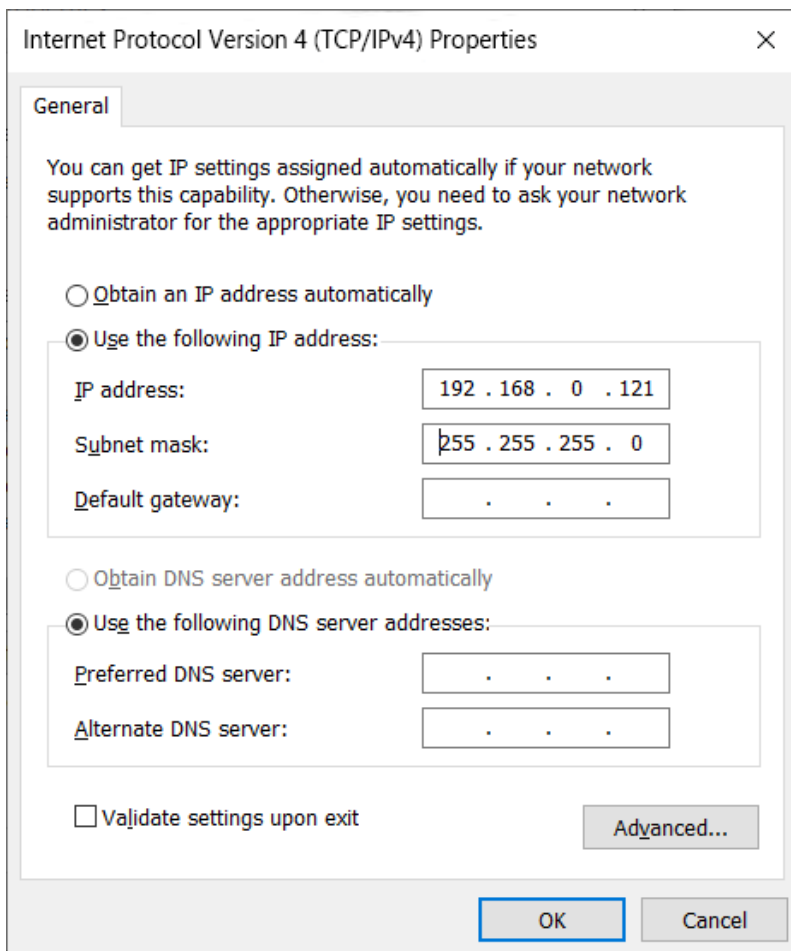 Internet Protocol Version 4 (TCP/IPv4) Properties
General
You can get IP settings assigned automatically if your network
supports this capability. Otherwise, you need to ask your network
administrator for the appropriate IP settings.
Obtain an IP address automatically
Use the following IP address:
IP address: 192 . 168 . 0 . 121
Subnet mask: 255 . 255 . 255 . 0
Default gateway: . . .
Obtain DNS server address automatically
Use the following DNS server addresses:
Preferred DNS server: . . .
Alternate DNS server: . . .
Validate settings upon exit
Advanced...
OK Cancel